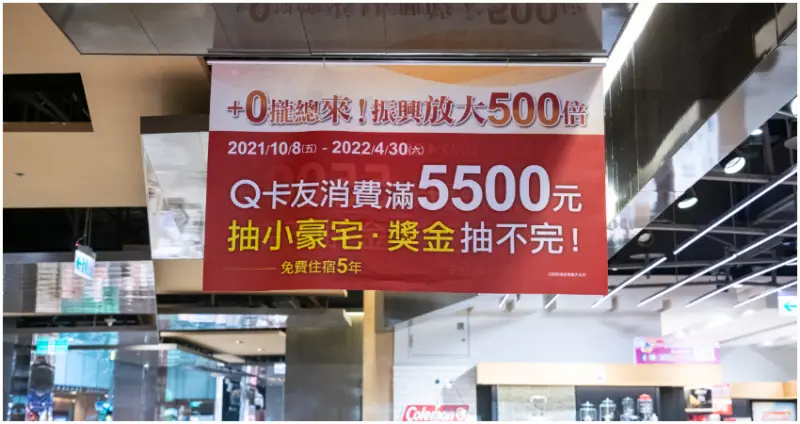 +0攏總來！振興放大500倍
2021/10/8(五) - 2022/4/30(六)
Q卡友消費滿5500元
抽小豪宅·獎金抽不完！
免費住宿5年
Coleman